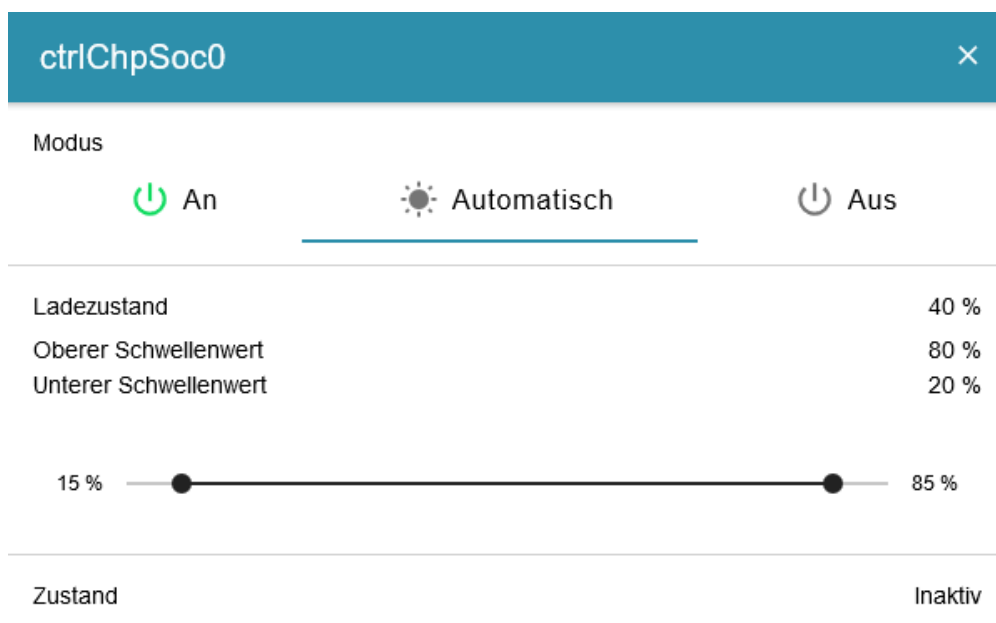 ctrlChpSoc0
Modus
An Automatisch Aus
Ladezustand 40 %
Oberer Schwellenwert 80 %
Unterer Schwellenwert 20 %
15 % 85 %
Zustand Inaktiv